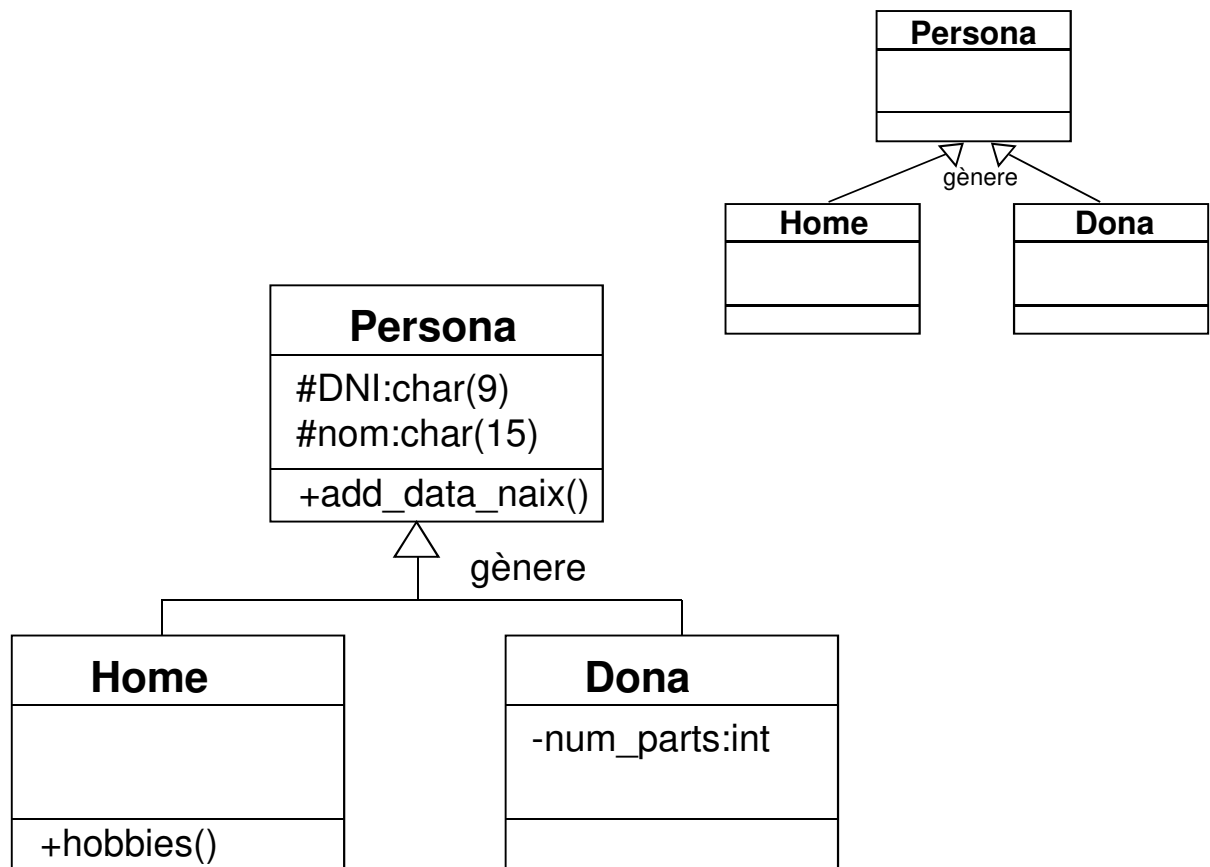 Persona
gènere
Home
Dona
Persona
#DNI:char(9)
#nom:char(15)
+add_data_naix()
gènere
Home
+hobbies()
Dona
-num_parts:int